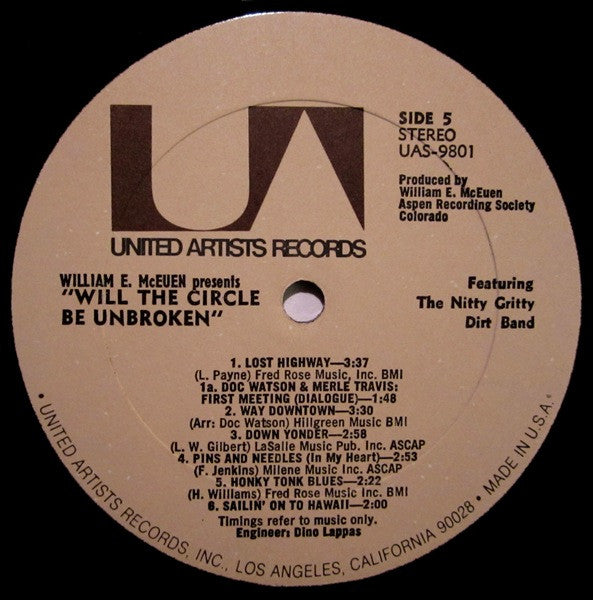 UA
UNITED ARTISTS RECORDS
SIDE 5
STEREO
UAS-9801
Produced by
William E. McEuen
Aspen Recording Society
Colorado
WILLIAM E. McEUEN presents
"WILL THE CIRCLE
BE UNBROKEN"
Featuring
The Nitty Gritty
Dirt Band
1. LOST HIGHWAY—3:37
(L. Payne) Fred Rose Music, Inc. BMI
1a. DOC WATSON & MERLE TRAVIS:
FIRST MEETING (DIALOGUE)—1:48
2. WAY DOWNTOWN—3:30
(Arr: Doc Watson) Hillgreen Music BMI
3. DOWN YONDER—2:58
(L. W. Gilbert) LaSalle Music Pub. Inc. ASCAP
4. PINS AND NEEDLES (In My Heart)—2:53
(F. Jenkins) Milene Music Inc. ASCAP
5. HONKY TONK BLUES—2:22
(H. Williams) Fred Rose Music Inc. BMI
6. SAILIN' ON TO HAWAII—2:00
Timings refer to music only.
Engineer: Dino Lappas
• UNITED ARTISTS RECORDS, INC., LOS ANGELES, CALIFORNIA 90028 • MADE IN U.S.A.